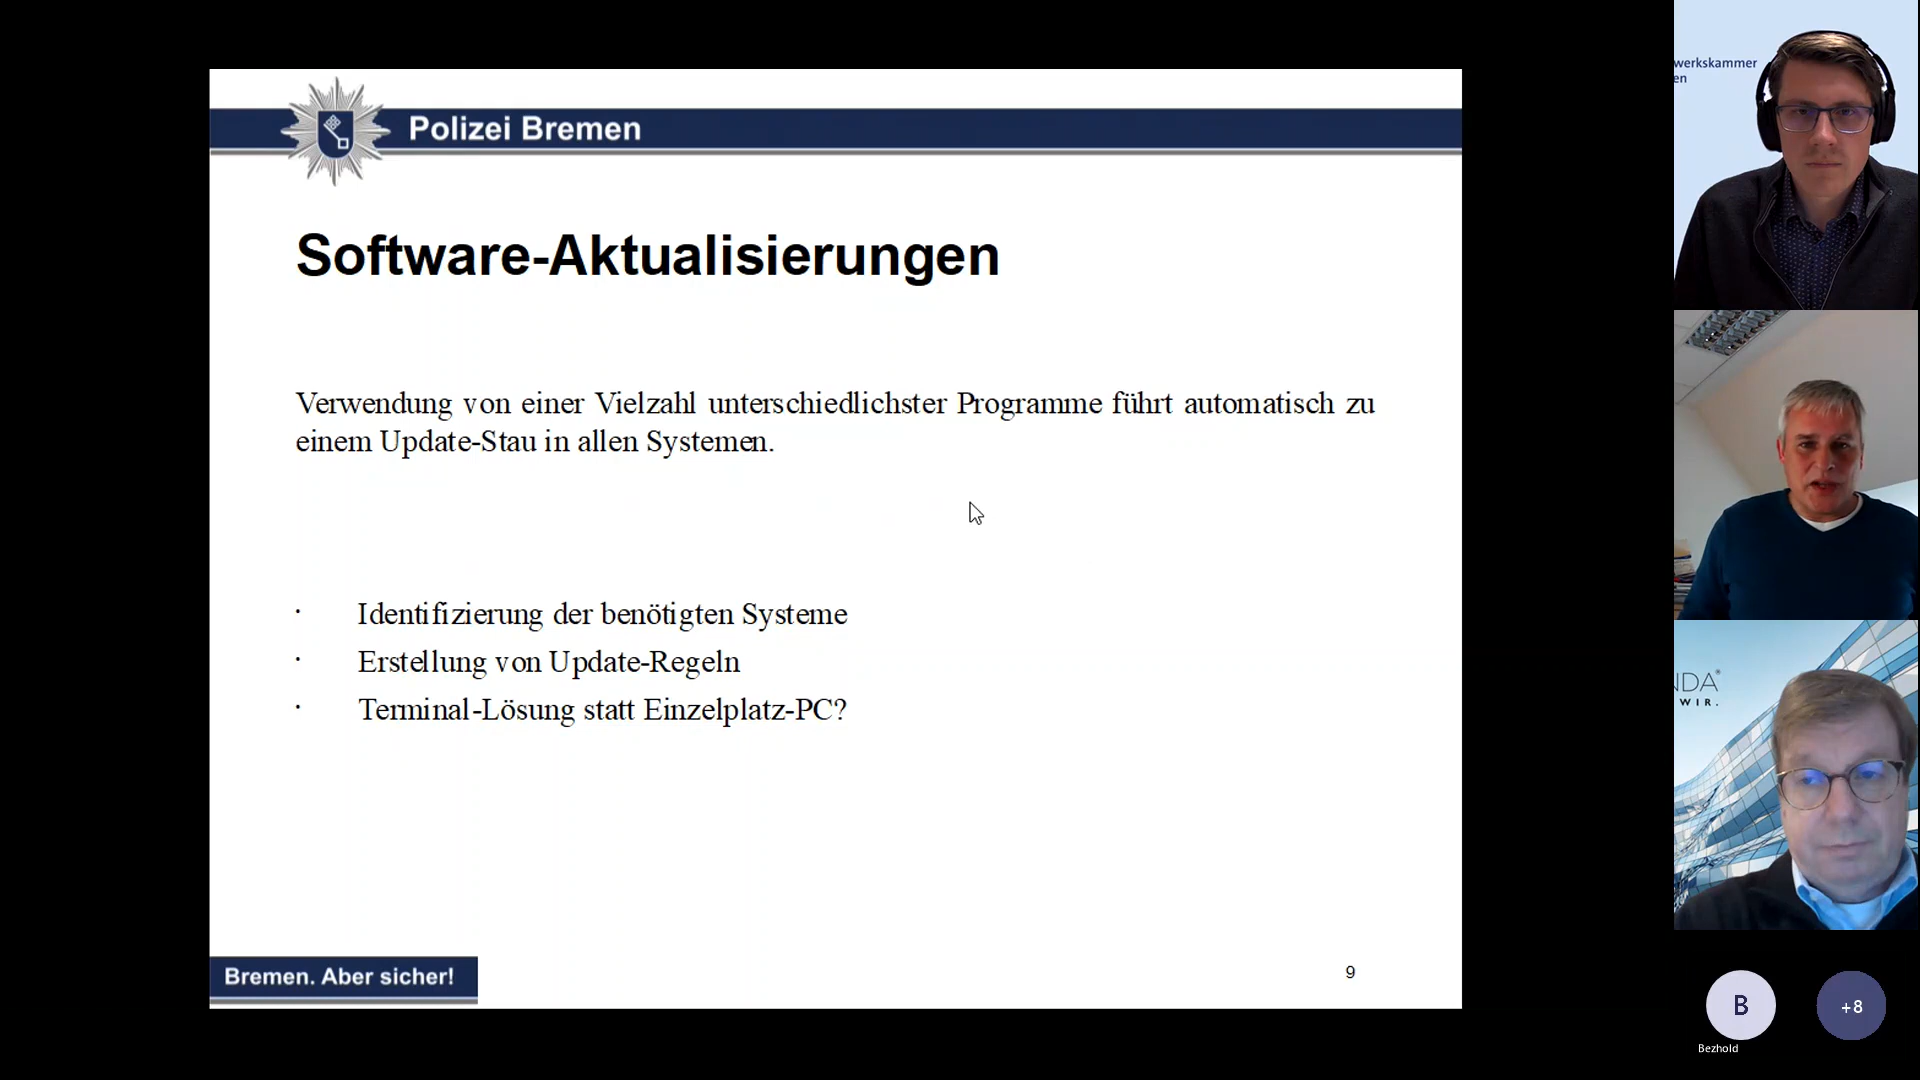 Polizei Bremen
Software-Aktualisierungen
Verwendung von einer Vielzahl unterschiedlichster Programme führt automatisch zu
einem Update-Stau in allen Systemen.
· Identifizierung der benötigten Systeme
· Erstellung von Update-Regeln
· Terminal-Lösung statt Einzelplatz-PC?
Bremen. Aber sicher!
9
werkskammer
en
NDA®
WIR.
B
+8
Bezhold